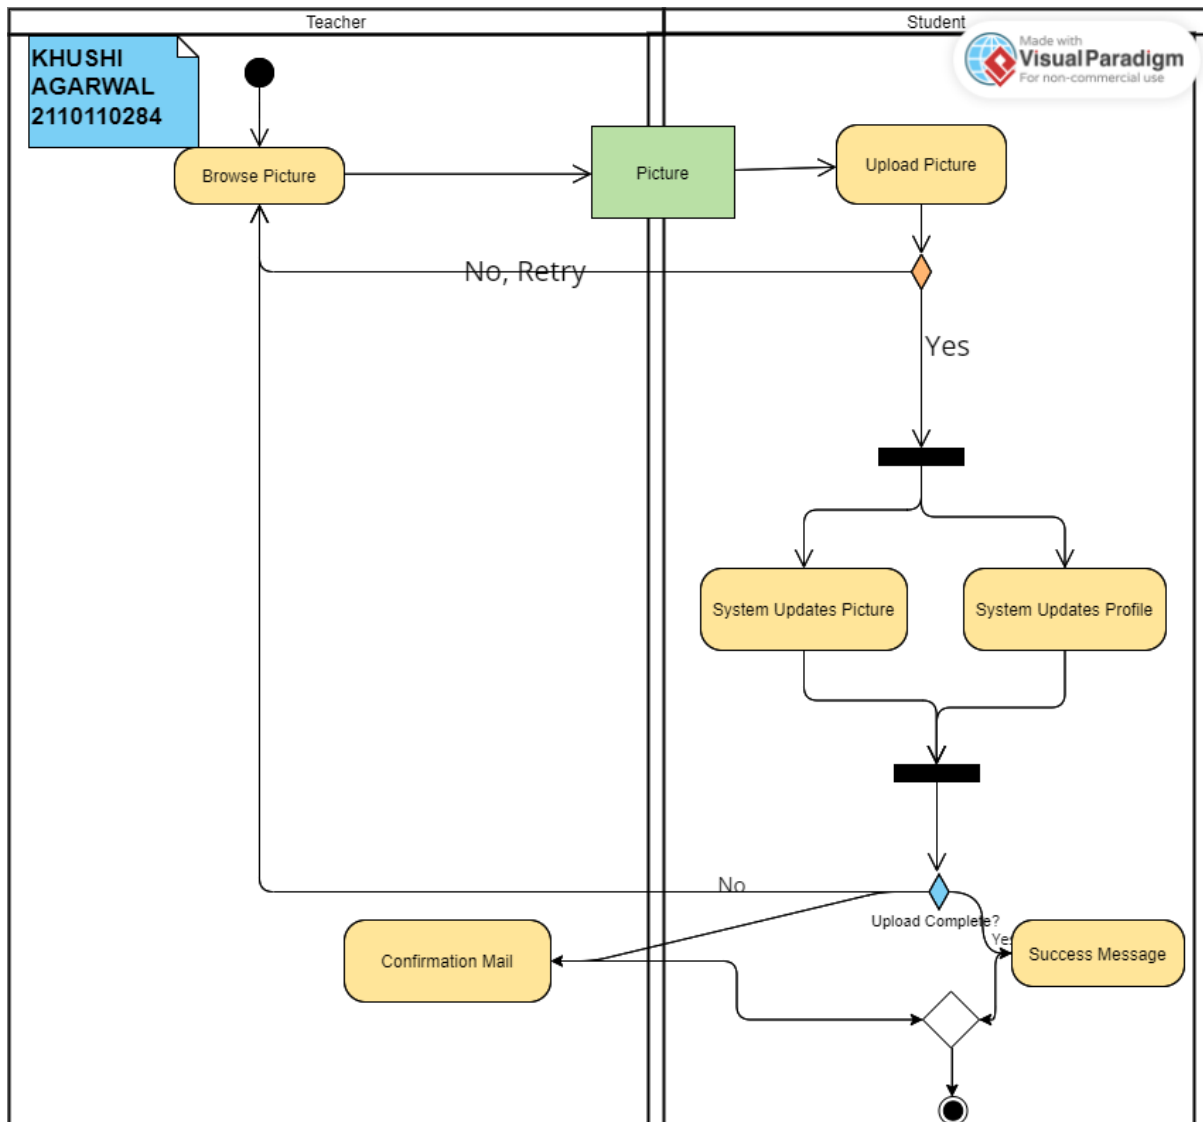 Teacher
Student
KHUSHI
AGARWAL
2110110284
Made with
Visual Paradigm
For non-commercial use
Browse Picture
Picture
Upload Picture
No, Retry
Yes
System Updates Picture
System Updates Profile
No
Upload Complete?
Yes
Confirmation Mail
Success Message